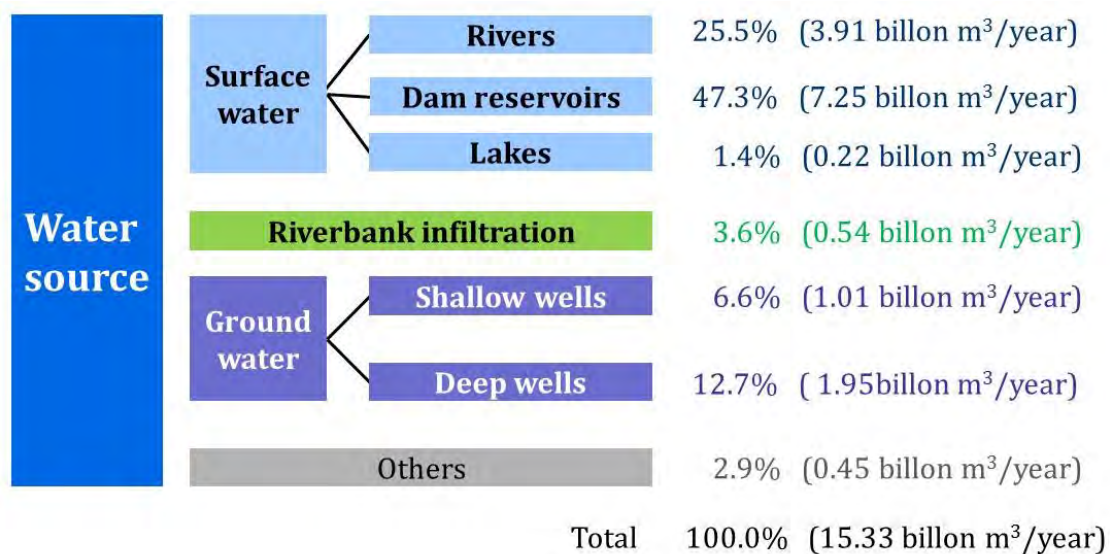 Water
source
Surface
water
Rivers 25.5% (3.91 billon m³/year)
Dam reservoirs 47.3% (7.25 billon m³/year)
Lakes 1.4% (0.22 billon m³/year)
Riverbank infiltration 3.6% (0.54 billon m³/year)
Ground
water
Shallow wells 6.6% (1.01 billon m³/year)
Deep wells 12.7% ( 1.95billon m³/year)
Others 2.9% (0.45 billon m³/year)
Total 100.0% (15.33 billon m³/year)